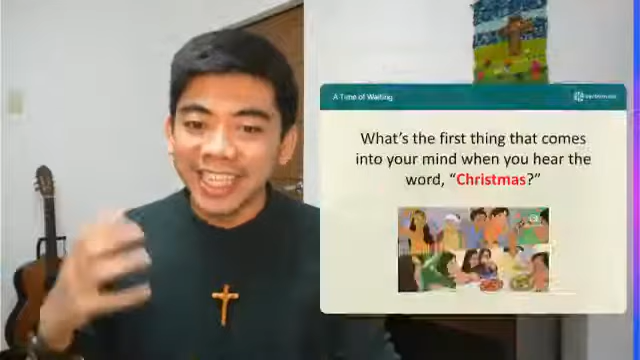 A Time of Waiting
What's the first thing that comes
into your mind when you hear the
word, "Christmas?"